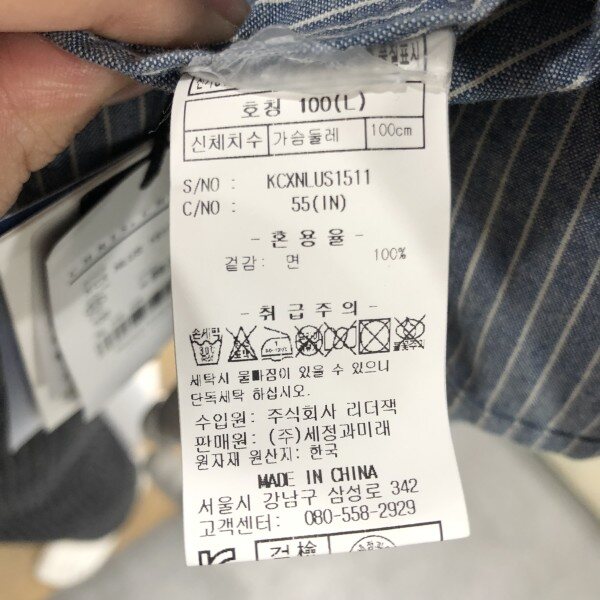 호칭 100(L)
신체치수 가슴둘레 100cm
S/NO : KCXNLUS1511
C/NO : 55(IN)
- 혼용율 -
겉감: 면 100%
- 취급주의 -
손세탁
세탁시 물빠짐이 있을 수 있으니
단독세탁 하십시오.
수입원: 주식회사 리더잭
판매원: (주)세정과미래
원자재 원산지: 한국
MADE IN CHINA
서울시 강남구 삼성로 342
고객센터: 080-558-2929
검檢